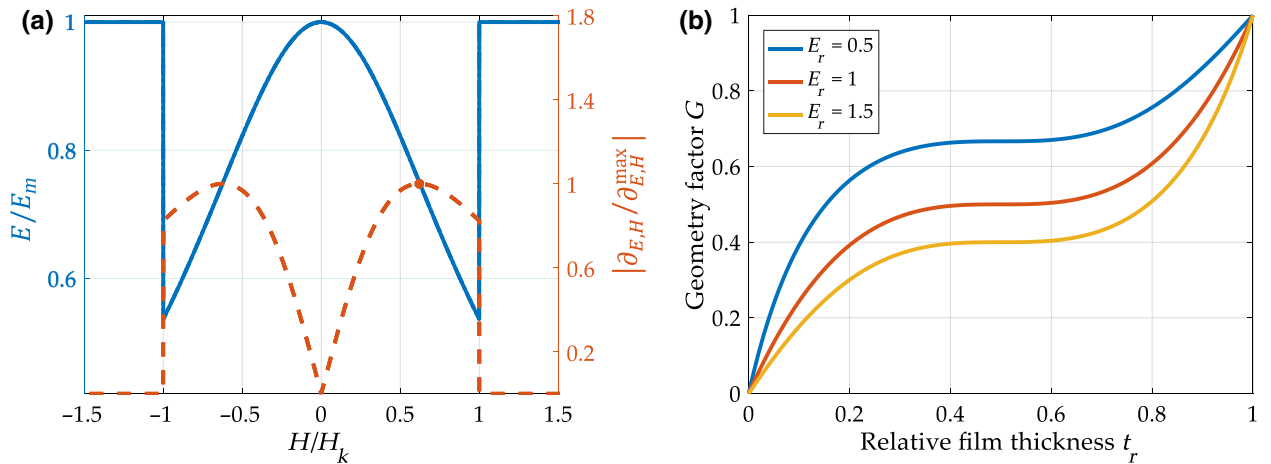 (a)
1
0.8
0.6
E/Eₘ
1.8
1.4
1
0.6
0.2
|∂E,H/∂E,H^max|
−1.5
−1
−0.5
0
0.5
1
1.5
H/Hₖ
(b)
1
0.8
0.6
0.4
0.2
0
Geometry factor G
E_r = 0.5
E_r = 1
E_r = 1.5
0
0.2
0.4
0.6
0.8
1
Relative film thickness t_r